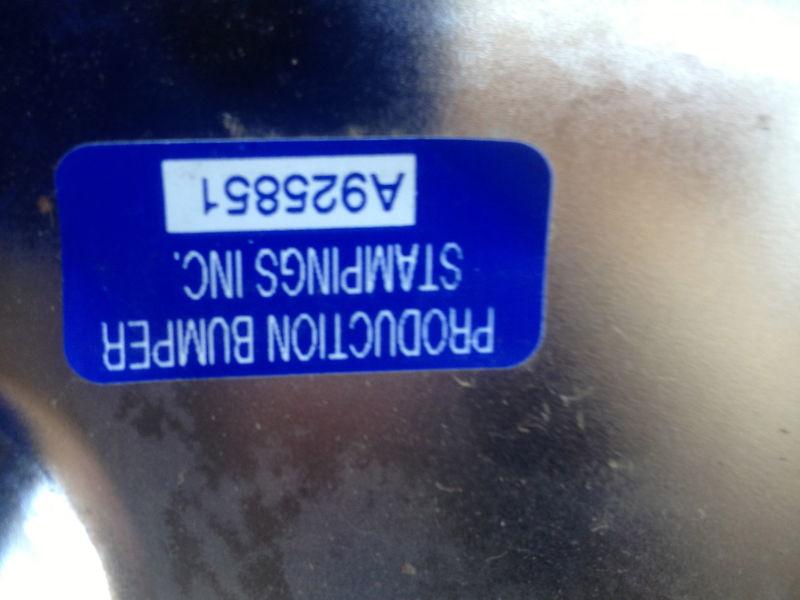 PRODUCTION BUMPER
STAMPINGS INC.
A925851